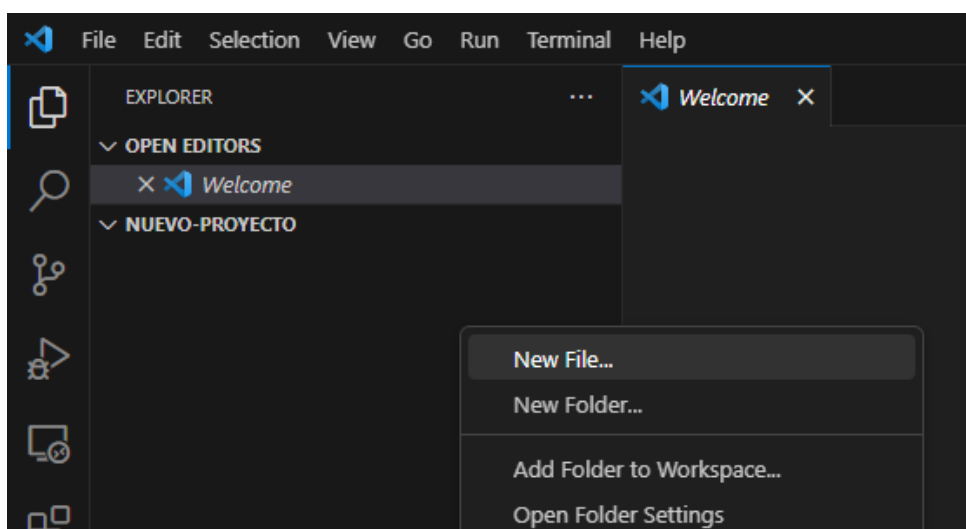 File Edit Selection View Go Run Terminal Help
EXPLORER
Welcome
OPEN EDITORS
Welcome
NUEVO-PROYECTO
New File...
New Folder...
Add Folder to Workspace...
Open Folder Settings